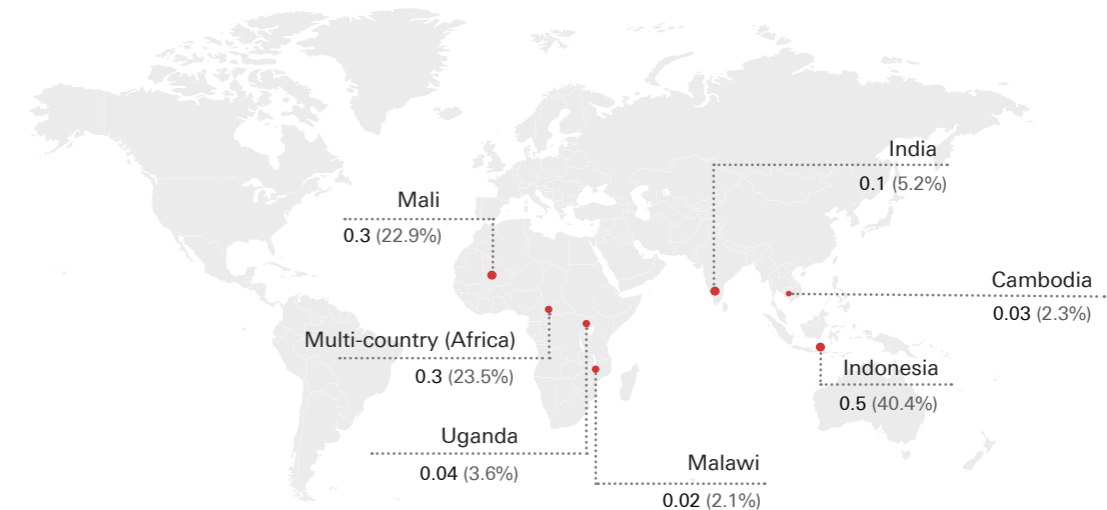 India
0.1 (5.2%)
Mali
0.3 (22.9%)
Cambodia
0.03 (2.3%)
Multi-country (Africa)
0.3 (23.5%)
Indonesia
0.5 (40.4%)
Uganda
0.04 (3.6%)
Malawi
0.02 (2.1%)